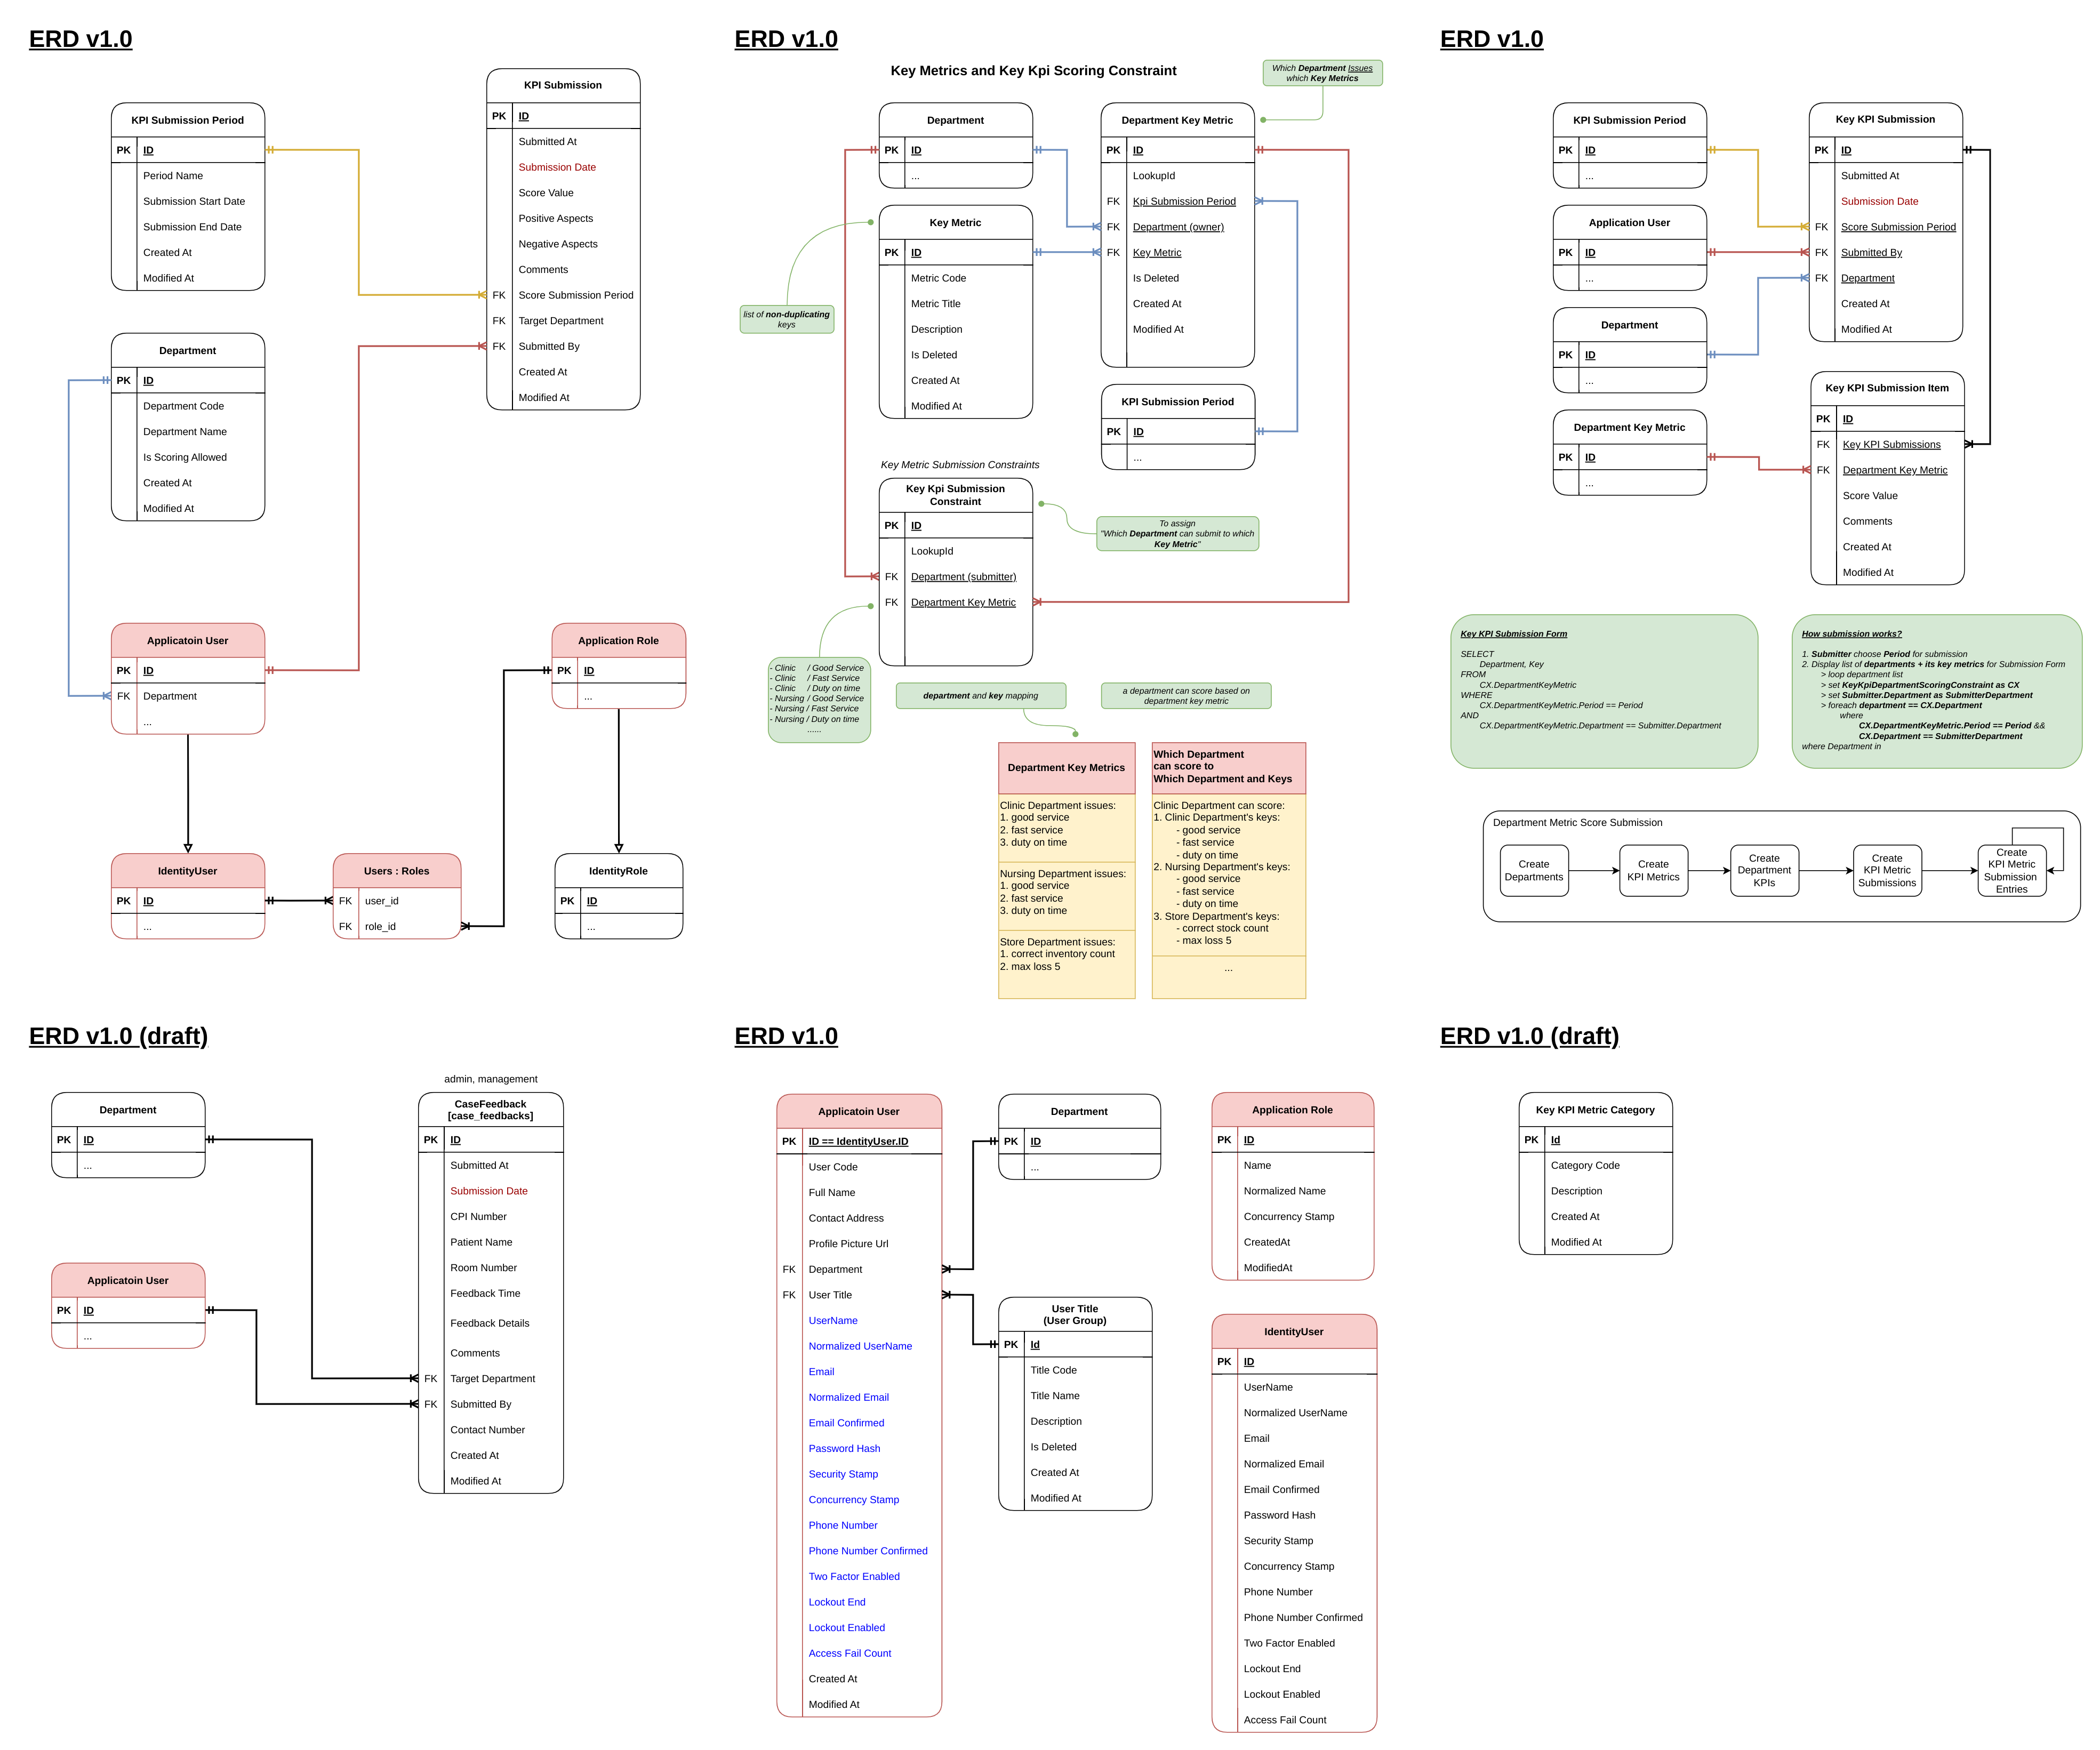 ERD v1.0
KPI Submission Period
PK ID
Period Name
Submission Start Date
Submission End Date
Created At
Modified At
KPI Submission
PK ID
Submitted At
Submission Date
Score Value
Positive Aspects
Negative Aspects
Comments
FK Score Submission Period
FK Target Department
FK Submitted By
Created At
Modified At
Department
PK ID
Department Code
Department Name
Is Scoring Allowed
Created At
Modified At
Applicatoin User
PK ID
FK Department
...
Application Role
PK ID
...
IdentityUser
PK ID
...
Users : Roles
FK user_id
FK role_id
IdentityRole
PK ID
...
ERD v1.0
Key Metrics and Key Kpi Scoring Constraint
Which Department Issues
which Key Metrics
Department
PK ID
...
Department Key Metric
PK ID
LookupId
FK Kpi Submission Period
FK Department (owner)
FK Key Metric
Is Deleted
Created At
Modified At
Key Metric
PK ID
Metric Code
Metric Title
Description
Is Deleted
Created At
Modified At
list of non-duplicating
keys
KPI Submission Period
PK ID
...
Key Metric Submission Constraints
Key Kpi Submission
Constraint
PK ID
LookupId
FK Department (submitter)
FK Department Key Metric
To assign
"Which Department can submit to which
Key Metric"
- Clinic / Good Service
- Clinic / Fast Service
- Clinic / Duty on time
- Nursing / Good Service
- Nursing / Fast Service
- Nursing / Duty on time
......
department and key mapping
a department can score based on
department key metric
Department Key Metrics
Clinic Department issues:
1. good service
2. fast service
3. duty on time
Nursing Department issues:
1. good service
2. fast service
3. duty on time
Store Department issues:
1. correct inventory count
2. max loss 5
Which Department
can score to
Which Department and Keys
Clinic Department can score:
1. Clinic Department's keys:
- good service
- fast service
- duty on time
2. Nursing Department's keys:
- good service
- fast service
- duty on time
3. Store Department's keys:
- correct stock count
- max loss 5
...
ERD v1.0
KPI Submission Period
PK ID
...
Application User
PK ID
...
Department
PK ID
...
Department Key Metric
PK ID
...
Key KPI Submission
PK ID
Submitted At
Submission Date
FK Score Submission Period
FK Submitted By
FK Department
Created At
Modified At
Key KPI Submission Item
PK ID
FK Key KPI Submissions
FK Department Key Metric
Score Value
Comments
Created At
Modified At
Key KPI Submission Form
SELECT
Department, Key
FROM
CX.DepartmentKeyMetric
WHERE
CX.DepartmentKeyMetric.Period == Period
AND
CX.DepartmentKeyMetric.Department == Submitter.Department
How submission works?
1. Submitter choose Period for submission
2. Display list of departments + its key metrics for Submission Form
> loop department list
> set KeyKpiDepartmentScoringConstraint as CX
> set Submitter.Department as SubmitterDepartment
> foreach department == CX.Department
where
CX.DepartmentKeyMetric.Period == Period &&
CX.Department == SubmitterDepartment
where Department in
Department Metric Score Submission
Create
Departments
Create
KPI Metrics
Create
Department
KPIs
Create
KPI Metric
Submissions
Create
KPI Metric
Submission
Entries
ERD v1.0 (draft)
Department
PK ID
...
Applicatoin User
PK ID
...
admin, management
CaseFeedback
[case_feedbacks]
PK ID
Submitted At
Submission Date
CPI Number
Patient Name
Room Number
Feedback Time
Feedback Details
Comments
FK Target Department
FK Submitted By
Contact Number
Created At
Modified At
ERD v1.0
Applicatoin User
PK ID == IdentityUser.ID
User Code
Full Name
Contact Address
Profile Picture Url
FK Department
FK User Title
UserName
Normalized UserName
Email
Normalized Email
Email Confirmed
Password Hash
Security Stamp
Concurrency Stamp
Phone Number
Phone Number Confirmed
Two Factor Enabled
Lockout End
Lockout Enabled
Access Fail Count
Created At
Modified At
Department
PK ID
...
User Title
(User Group)
PK Id
Title Code
Title Name
Description
Is Deleted
Created At
Modified At
Application Role
PK ID
Name
Normalized Name
Concurrency Stamp
CreatedAt
ModifiedAt
IdentityUser
PK ID
UserName
Normalized UserName
Email
Normalized Email
Email Confirmed
Password Hash
Security Stamp
Concurrency Stamp
Phone Number
Phone Number Confirmed
Two Factor Enabled
Lockout End
Lockout Enabled
Access Fail Count
ERD v1.0 (draft)
Key KPI Metric Category
PK Id
Category Code
Description
Created At
Modified At